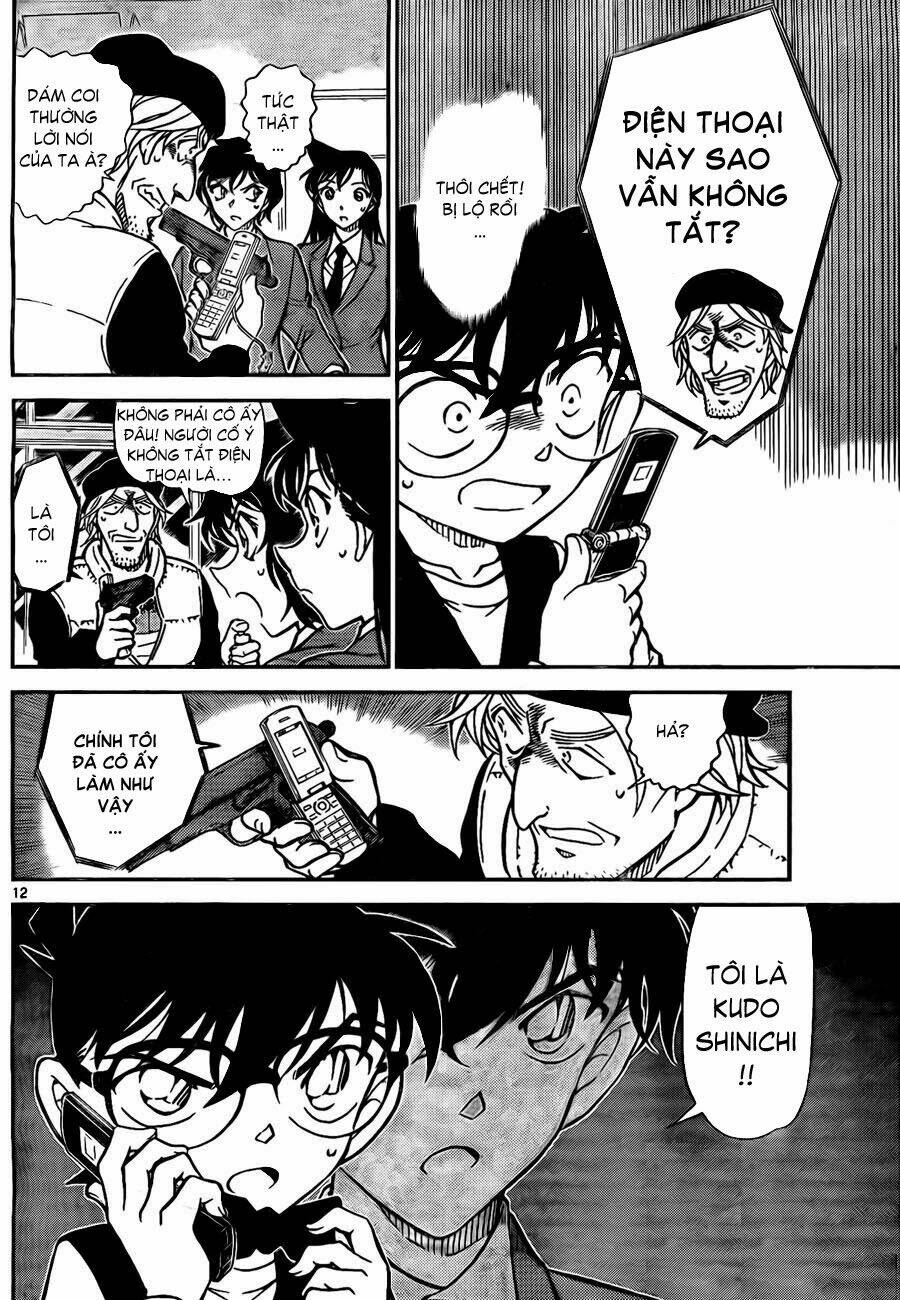 ĐIỆN THOẠI
NÀY SAO
VẪN KHÔNG
TẮT?
THÔI CHẾT!
BỊ LỘ RỒI
...
TỨC
THẬT
...
DÁM COI
THƯỜNG
LỜI NÓI
CỦA TA À?
KHÔNG PHẢI CÔ ẤY
ĐÂU! NGƯỜI CỐ Ý
KHÔNG TẮT ĐIỆN
THOẠI LÀ...
LÀ
TÔI
...
HẢ?
CHÍNH TÔI
ĐÃ CÔ ẤY
LÀM NHƯ
VẬY
...
12
TÔI LÀ
KUDO
SHINICHI
!!